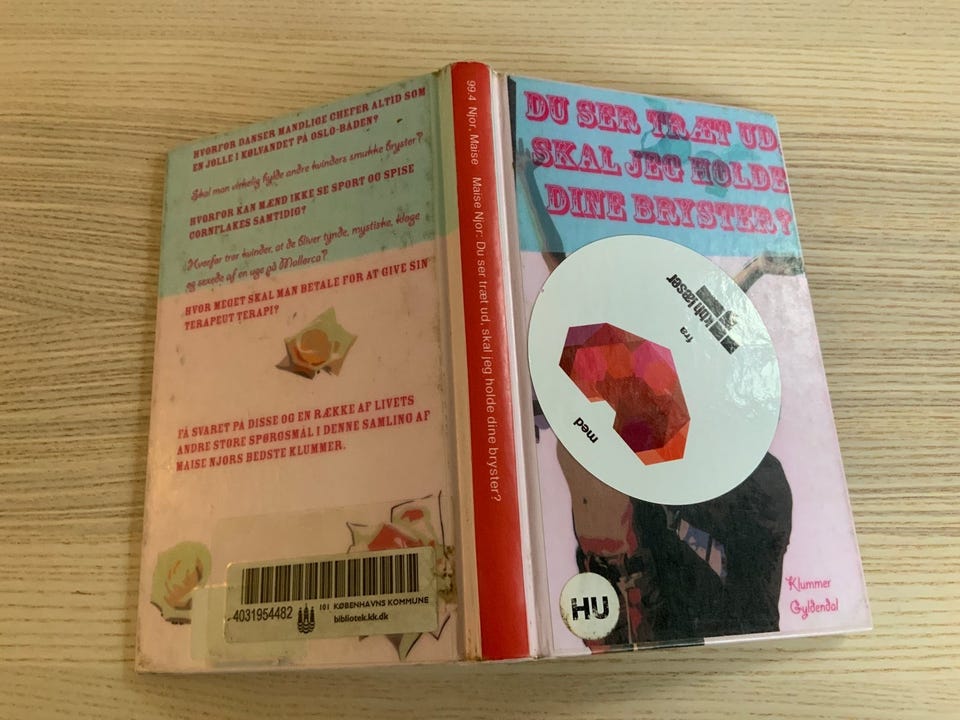 HVORFOR DANSER MANDLIGE CHEFER ALTID SOM
EN JOLLE I KØLVANDET PÅ OSLO-BÅDEN?
Skal man virkelig hylde andre kvinders smukke bryster?
HVORFOR KAN MÆND IKKE SE SPORT OG SPISE
CORNFLAKES SAMTIDIG?
Hvorfor tror kvinder, at de bliver tynde, mystiske, kloge
og sexede af en uge på Mallorca?
HVOR MEGET SKAL MAN BETALE FOR AT GIVE SIN
TERAPEUT TERAPI?
FÅ SVARET PÅ DISSE OG EN RÆKKE AF LIVETS
ANDRE STORE SPØRGSMÅL I DENNE SAMLING AF
MAISE NJORS BEDSTE KLUMMER.
4031954482
101 KØBENHAVNS KOMMUNE
bibliotek.kk.dk
99.4 Njor, Maise Maise Njor: Du ser træt ud, skal jeg holde dine bryster?
DU SER TRÆT UD,
SKAL JEG HOLDE
DINE BRYSTER?
med
fra
kbh læser
HU
Klummer
Gyldendal